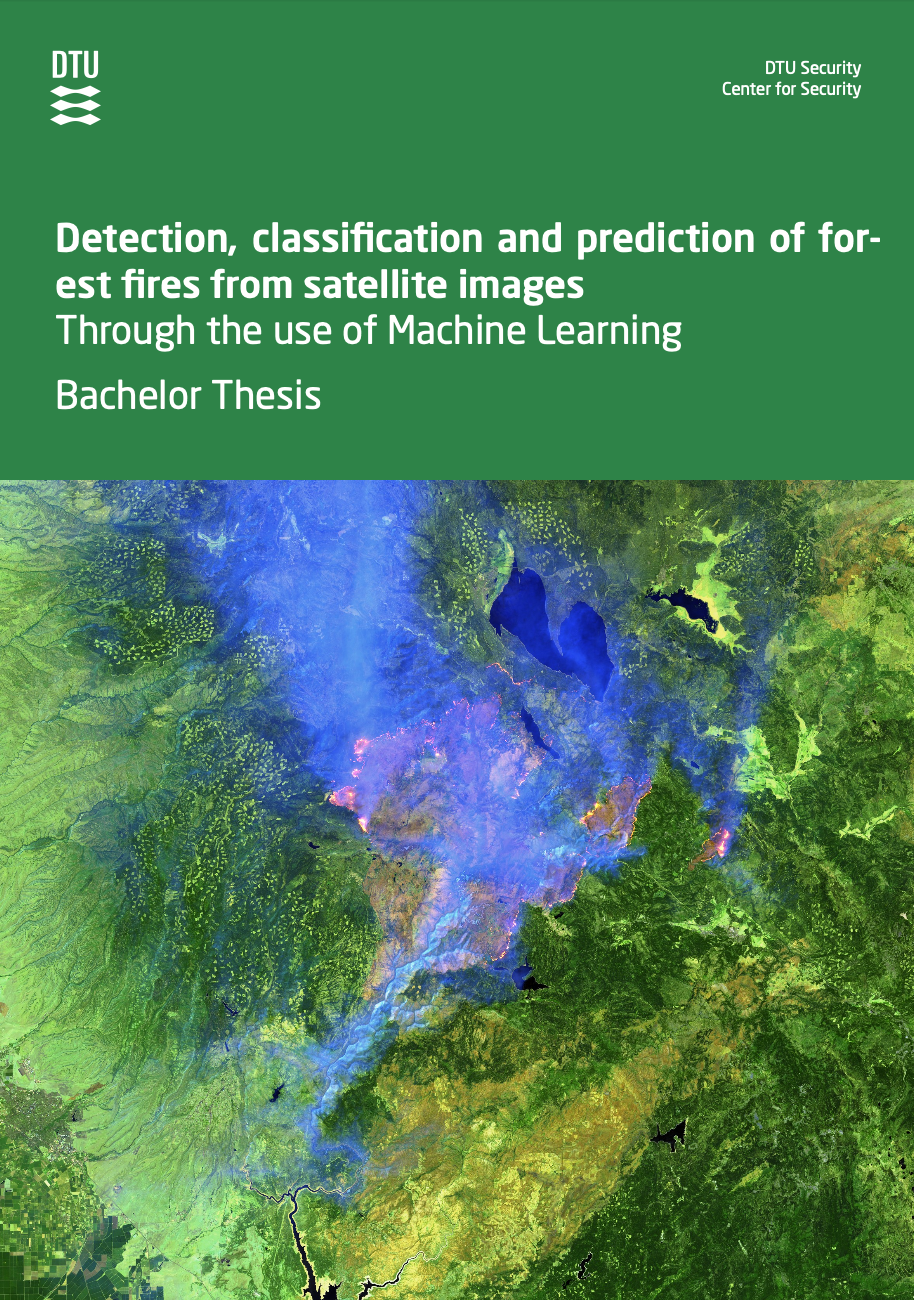 DTU
DTU Security
Center for Security
Detection, classification and prediction of for-
est fires from satellite images
Through the use of Machine Learning
Bachelor Thesis